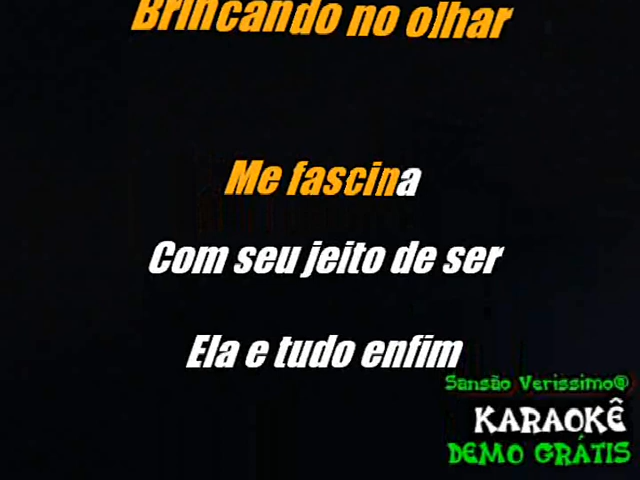 Brincando no olhar
Me fascina
Com seu jeito de ser
Ela e tudo enfim
Sansão Verissimo@
KARAOKÊ
DEMO GRÁTIS